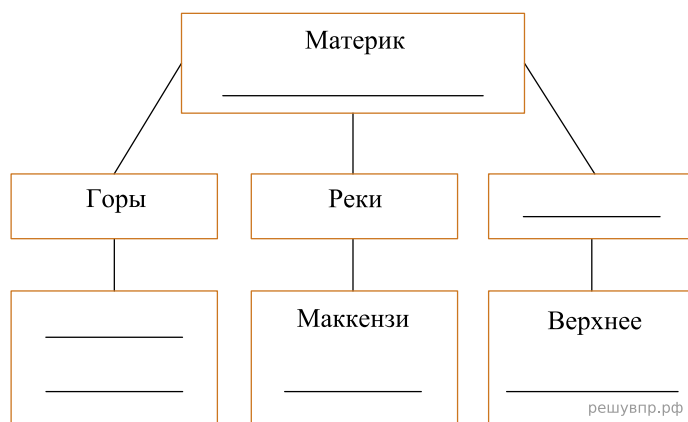 Материк
Горы
Реки
Маккензи
Верхнее
решувпр.рф